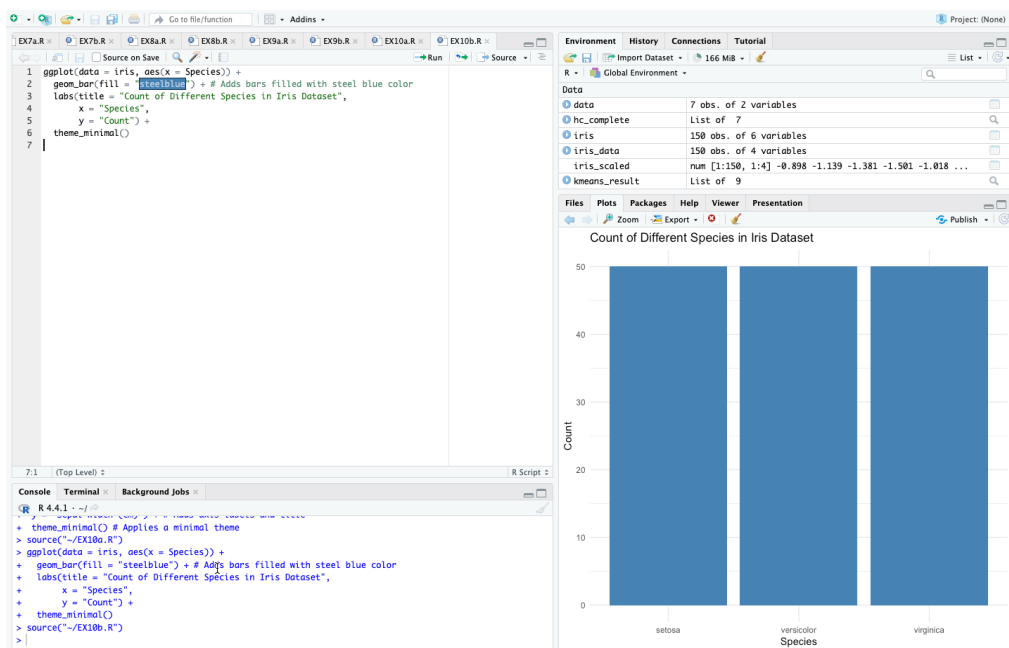 Go to file/function
Addins
Project: (None)
EX7a.R
EX7b.R
EX8a.R
EX8b.R
EX9a.R
EX9b.R
EX10a.R
EX10b.R
Source on Save
Run
Source
1 ggplot(data = iris, aes(x = Species)) +
2 geom_bar(fill = "steelblue") + # Adds bars filled with steel blue color
3 labs(title = "Count of Different Species in Iris Dataset",
4 x = "Species",
5 y = "Count") +
6 theme_minimal()
7
7:1 (Top Level) R Script
Console Terminal Background Jobs
R 4.4.1 · ~/
+ theme_minimal() # Applies a minimal theme
> source("~/EX10a.R")
> ggplot(data = iris, aes(x = Species)) +
+ geom_bar(fill = "steelblue") + # Adds bars filled with steel blue color
+ labs(title = "Count of Different Species in Iris Dataset",
+ x = "Species",
+ y = "Count") +
+ theme_minimal()
> source("~/EX10b.R")
>
Environment History Connections Tutorial
Import Dataset 166 MiB List
R Global Environment
Data
data 7 obs. of 2 variables
hc_complete List of 7
iris 150 obs. of 6 variables
iris_data 150 obs. of 4 variables
iris_scaled num [1:150, 1:4] -0.898 -1.139 -1.381 -1.501 -1.018 ...
kmeans_result List of 9
Files Plots Packages Help Viewer Presentation
Zoom Export Publish
Count of Different Species in Iris Dataset
50
40
30
20
10
0
Count
setosa versicolor virginica
Species